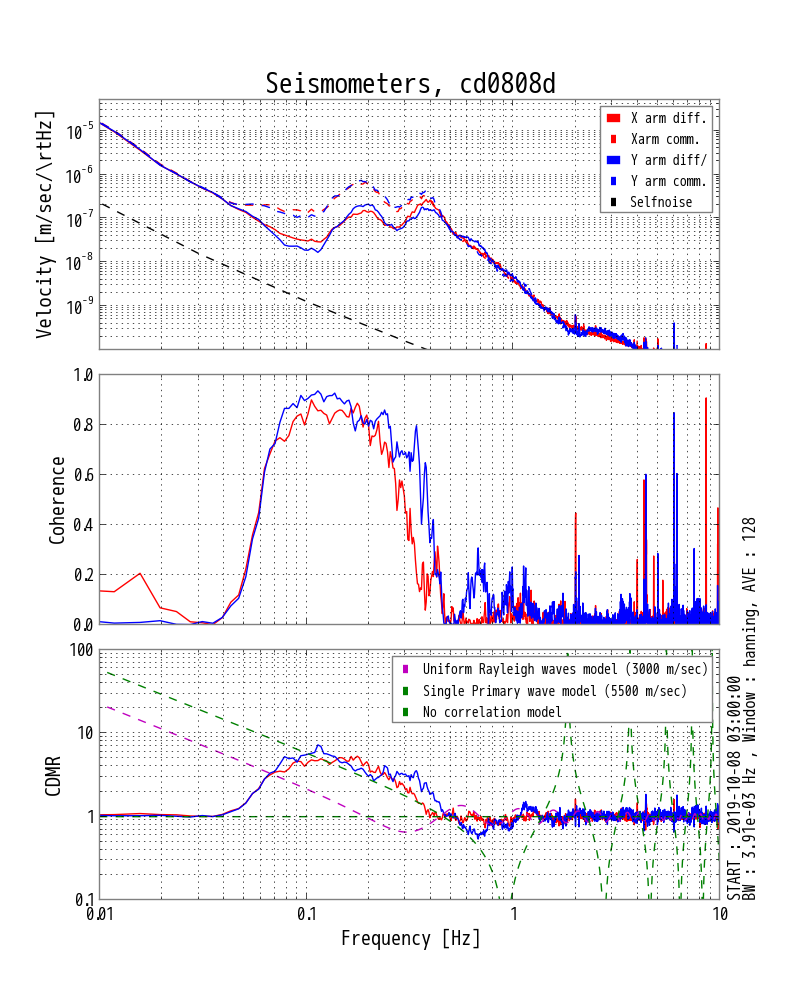 Seismometers, cd0808d
Velocity [m/sec/\rtHz]
10^-5
10^-6
10^-7
10^-8
10^-9
X arm diff.
Xarm comm.
Y arm diff/
Y arm comm.
Selfnoise
Coherence
1.0
0.8
0.6
0.4
0.2
0.0
CDMR
100
10
1
0.1
Uniform Rayleigh waves model (3000 m/sec)
Single Primary wave model (5500 m/sec)
No correlation model
0.01
0.1
1
10
Frequency [Hz]
START : 2019-10-08 03:00:00
BW : 3.91e-03 Hz , Window : hanning, AVE : 128